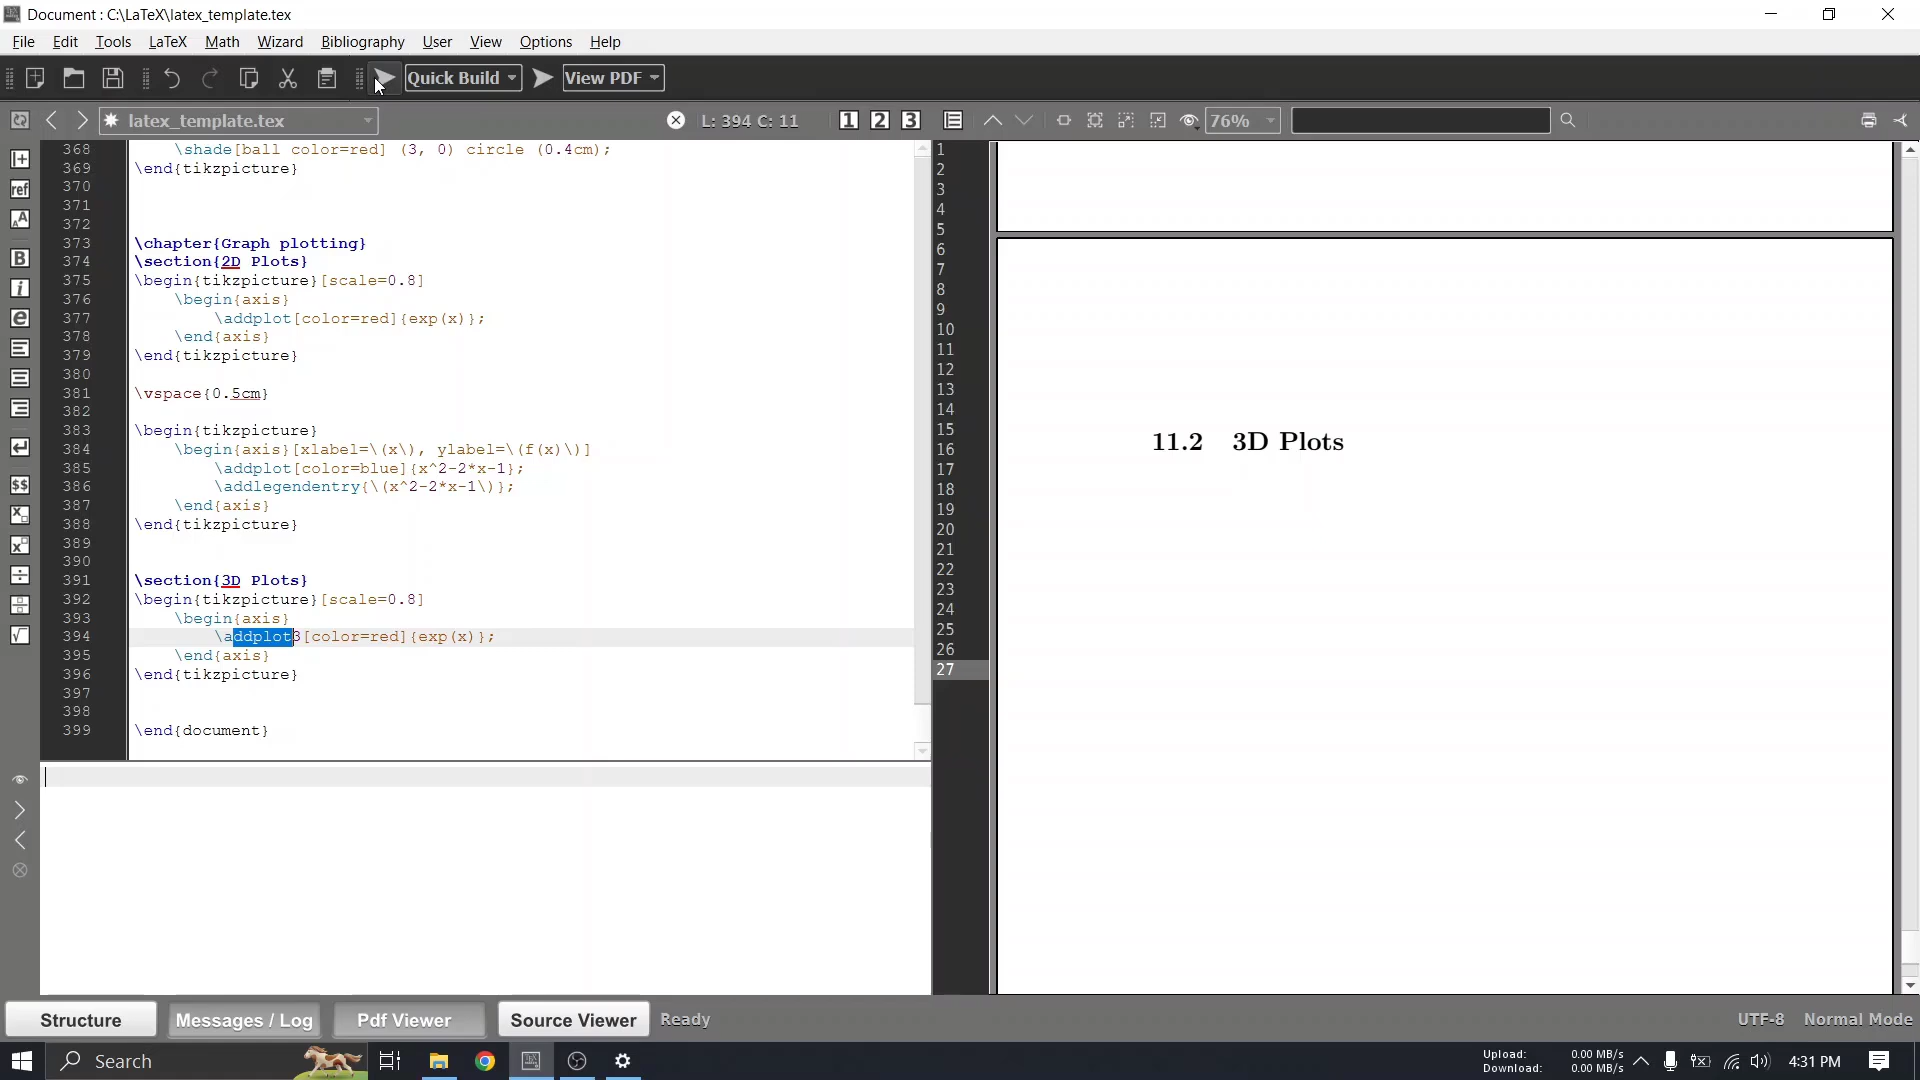 Document : C:\LaTeX\latex_template.tex
File Edit Tools LaTeX Math Wizard Bibliography User View Options Help
Quick Build View PDF
latex_template.tex L: 394 C: 11 1 2 3 76%
368 \shade[ball color=red] (3, 0) circle (0.4cm);
369 \end{tikzpicture}
370
371
372
373 \chapter{Graph plotting}
374 \section{2D Plots}
375 \begin{tikzpicture}[scale=0.8]
376 \begin{axis}
377 \addplot[color=red]{exp(x)};
378 \end{axis}
379 \end{tikzpicture}
380
381 \vspace{0.5cm}
382
383 \begin{tikzpicture}
384 \begin{axis}[xlabel=\(x\), ylabel=\(f(x)\)]
385 \addplot[color=blue]{x^2-2*x-1};
386 \addlegendentry{\(x^2-2*x-1\)};
387 \end{axis}
388 \end{tikzpicture}
389
390
391 \section{3D Plots}
392 \begin{tikzpicture}[scale=0.8]
393 \begin{axis}
394 \addplot3[color=red]{exp(x)};
395 \end{axis}
396 \end{tikzpicture}
397
398
399 \end{document}
1
2
3
4
5
6
7
8
9
10
11
12
13
14
15
16
17
18
19
20
21
22
23
24
25
26
27
11.2 3D Plots
Structure Messages / Log Pdf Viewer Source Viewer Ready UTF-8 Normal Mode
Search
Upload: 0.00 MB/s
Download: 0.00 MB/s
4:31 PM